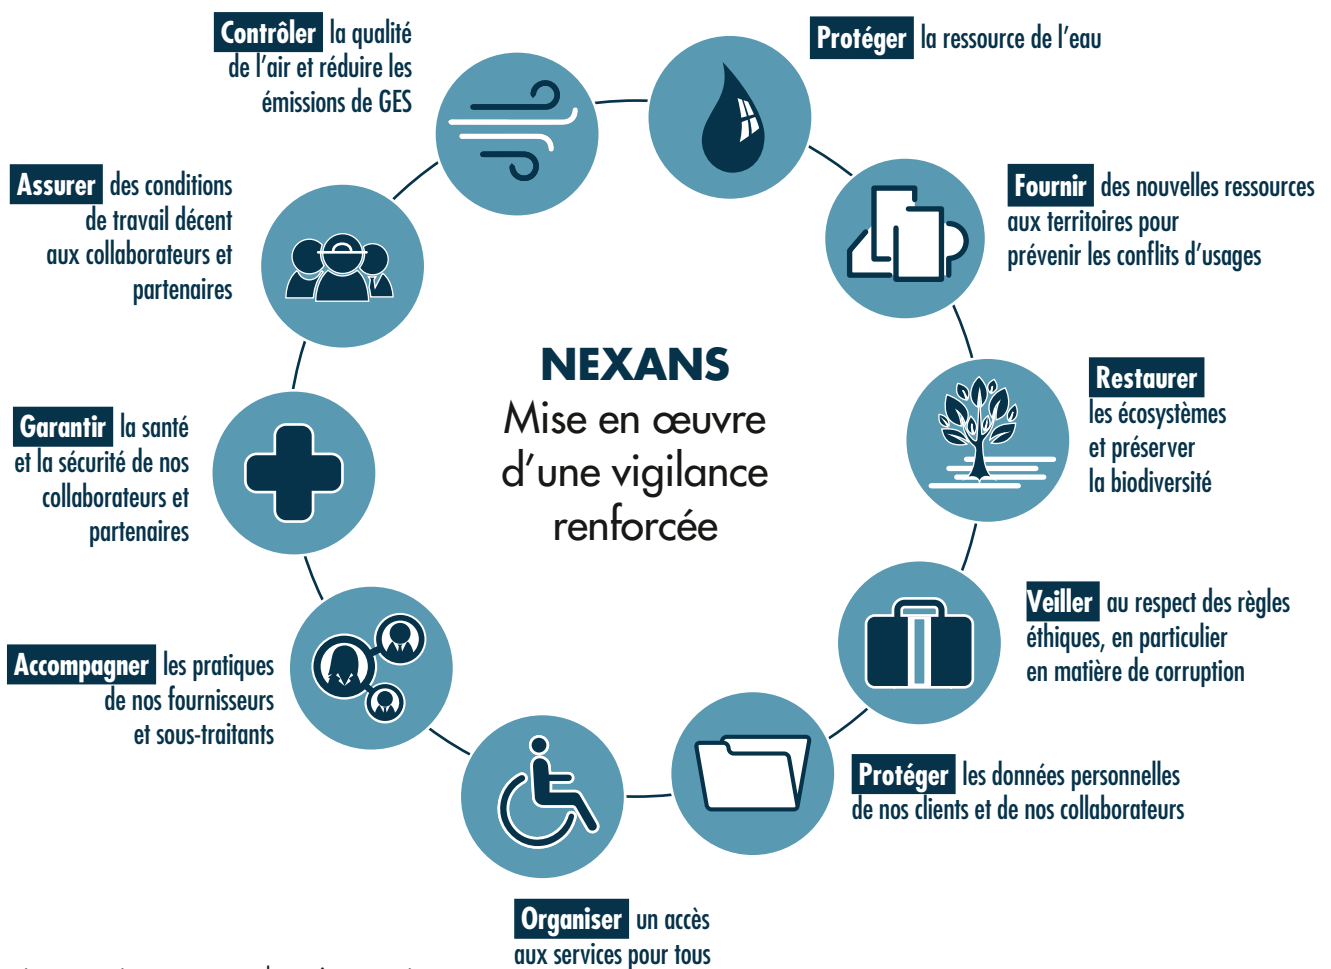 Contrôler la qualité
de l'air et réduire les
émissions de GES
Protéger la ressource de l'eau
Assurer des conditions
de travail décent
aux collaborateurs et
partenaires
Fournir des nouvelles ressources
aux territoires pour
prévenir les conflits d'usages
NEXANS
Mise en œuvre
d'une vigilance
renforcée
Restaurer
les écosystèmes
et préserver
la biodiversité
Garantir la santé
et la sécurité de nos
collaborateurs et
partenaires
Veiller au respect des règles
éthiques, en particulier
en matière de corruption
Accompagner les pratiques
de nos fournisseurs
et sous-traitants
Protéger les données personnelles
de nos clients et de nos collaborateurs
Organiser un accès
aux services pour tous